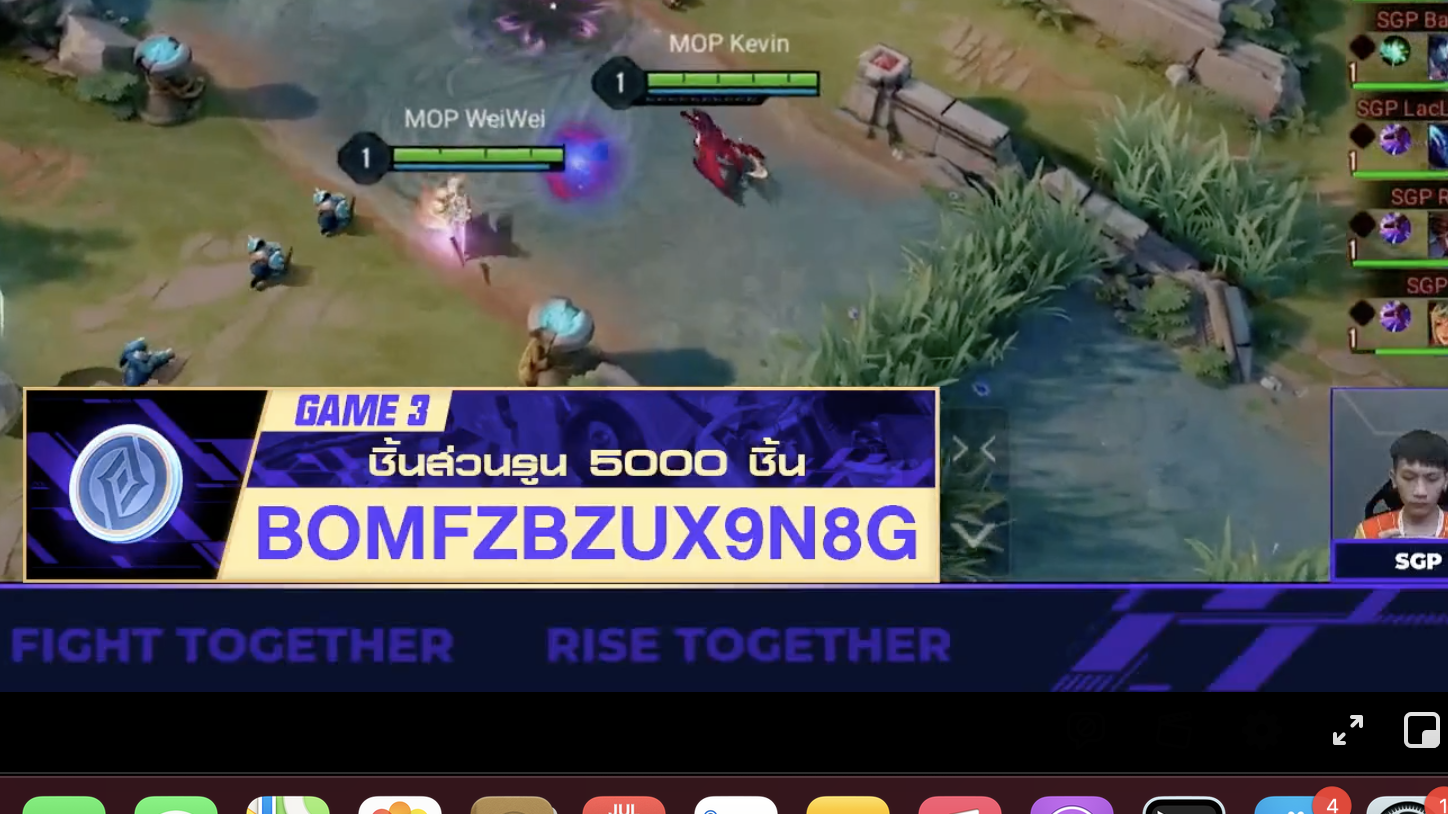 SGP Ba
MOP Kevin
1
1
SGP LacL
MOP WeiWei
1
1
SGP R
1
SGP
1
GAME 3
ชิ้นส่วนรูน 5000 ชิ้น
BOMFZBZUX9N8G
SGP
FIGHT TOGETHER RISE TOGETHER
JUL
4
1